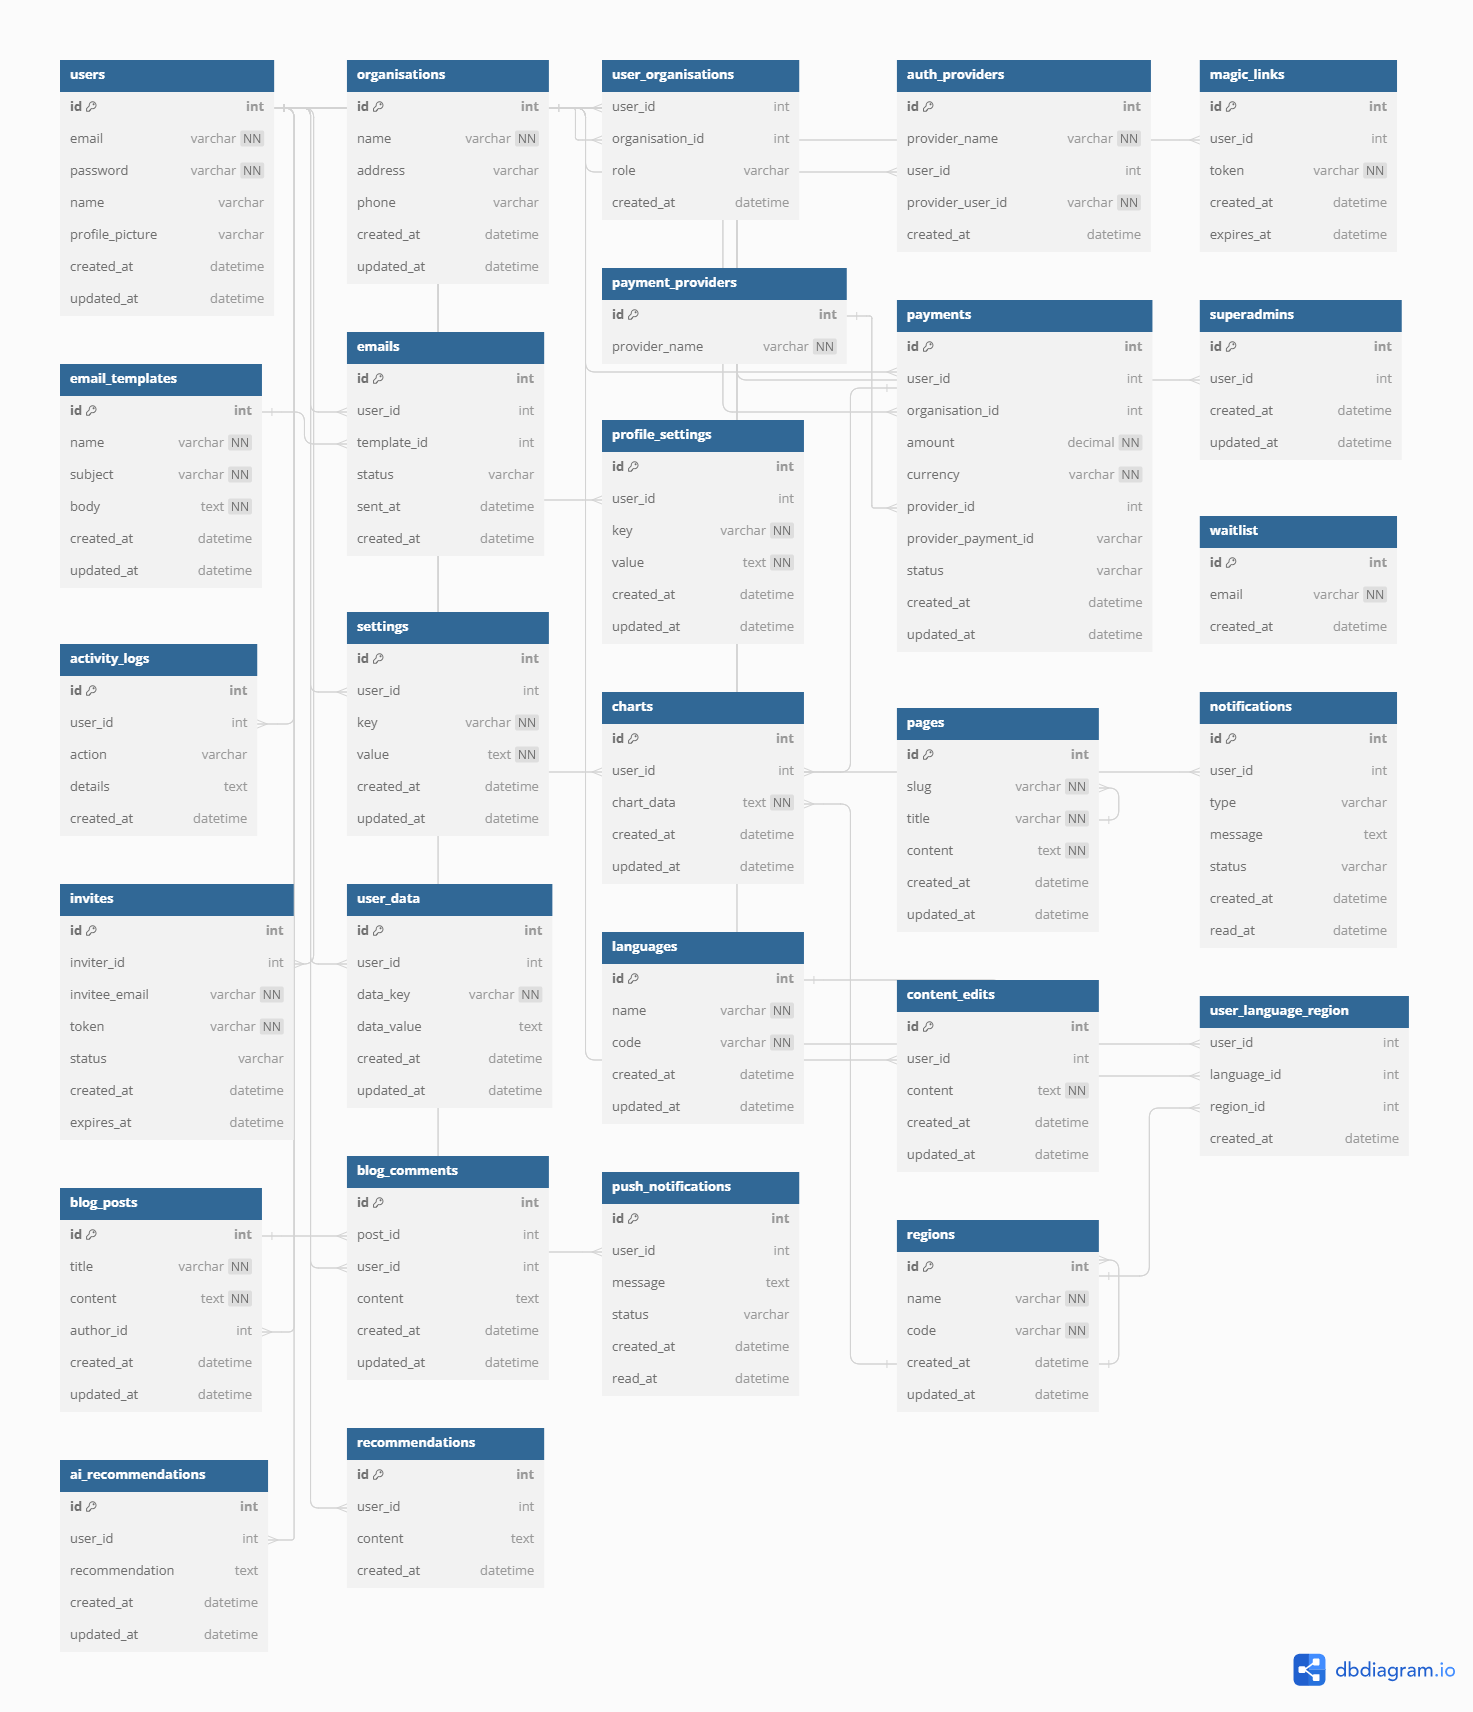 users
id int
email varchar NN
password varchar NN
name varchar
profile_picture varchar
created_at datetime
updated_at datetime
organisations
id int
name varchar NN
address varchar
phone varchar
created_at datetime
updated_at datetime
user_organisations
user_id int
organisation_id int
role varchar
created_at datetime
auth_providers
id int
provider_name varchar NN
user_id int
provider_user_id varchar NN
created_at datetime
magic_links
id int
user_id int
token varchar NN
created_at datetime
expires_at datetime
payment_providers
id int
provider_name varchar NN
payments
id int
user_id int
organisation_id int
amount decimal NN
currency varchar NN
provider_id int
provider_payment_id varchar
status varchar
created_at datetime
updated_at datetime
superadmins
id int
user_id int
created_at datetime
updated_at datetime
email_templates
id int
name varchar NN
subject varchar NN
body text NN
created_at datetime
updated_at datetime
emails
id int
user_id int
template_id int
status varchar
sent_at datetime
created_at datetime
profile_settings
id int
user_id int
key varchar NN
value text NN
created_at datetime
updated_at datetime
waitlist
id int
email varchar NN
created_at datetime
activity_logs
id int
user_id int
action varchar
details text
created_at datetime
settings
id int
user_id int
key varchar NN
value text NN
created_at datetime
updated_at datetime
charts
id int
user_id int
chart_data text NN
created_at datetime
updated_at datetime
pages
id int
slug varchar NN
title varchar NN
content text NN
created_at datetime
updated_at datetime
notifications
id int
user_id int
type varchar
message text
status varchar
created_at datetime
read_at datetime
invites
id int
inviter_id int
invitee_email varchar NN
token varchar NN
status varchar
created_at datetime
expires_at datetime
user_data
id int
user_id int
data_key varchar NN
data_value text
created_at datetime
updated_at datetime
languages
id int
name varchar NN
code varchar NN
created_at datetime
updated_at datetime
content_edits
id int
user_id int
content text NN
created_at datetime
updated_at datetime
user_language_region
user_id int
language_id int
region_id int
created_at datetime
blog_posts
id int
title varchar NN
content text NN
author_id int
created_at datetime
updated_at datetime
blog_comments
id int
post_id int
user_id int
content text
created_at datetime
updated_at datetime
push_notifications
id int
user_id int
message text
status varchar
created_at datetime
read_at datetime
regions
id int
name varchar NN
code varchar NN
created_at datetime
updated_at datetime
ai_recommendations
id int
user_id int
recommendation text
created_at datetime
updated_at datetime
recommendations
id int
user_id int
content text
created_at datetime
dbdiagram.io